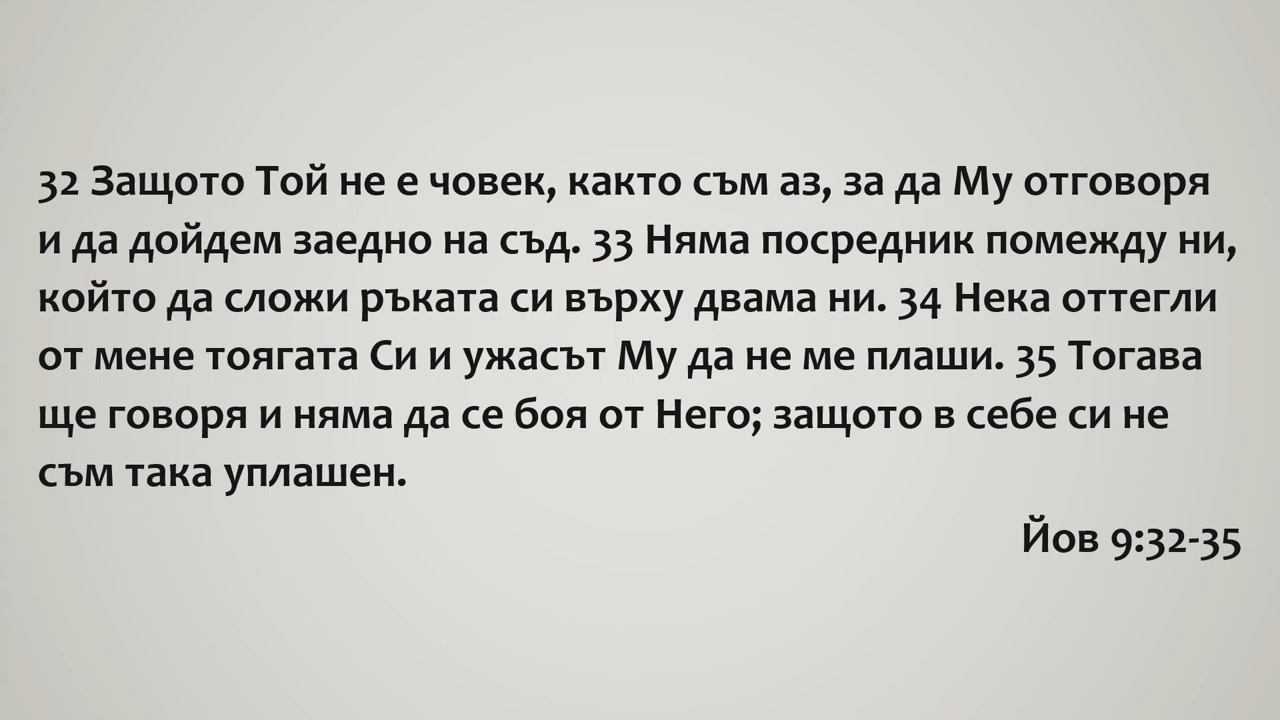 32 Защото Той не е човек, както съм аз, за да Му отговоря
и да дойдем заедно на съд. 33 Няма посредник помежду ни,
който да сложи ръката си върху двама ни. 34 Нека оттегли
от мене тоягата Си и ужасът Му да не ме плаши. 35 Тогава
ще говоря и няма да се боя от Него; защото в себе си не
съм така уплашен.
Йов 9:32-35